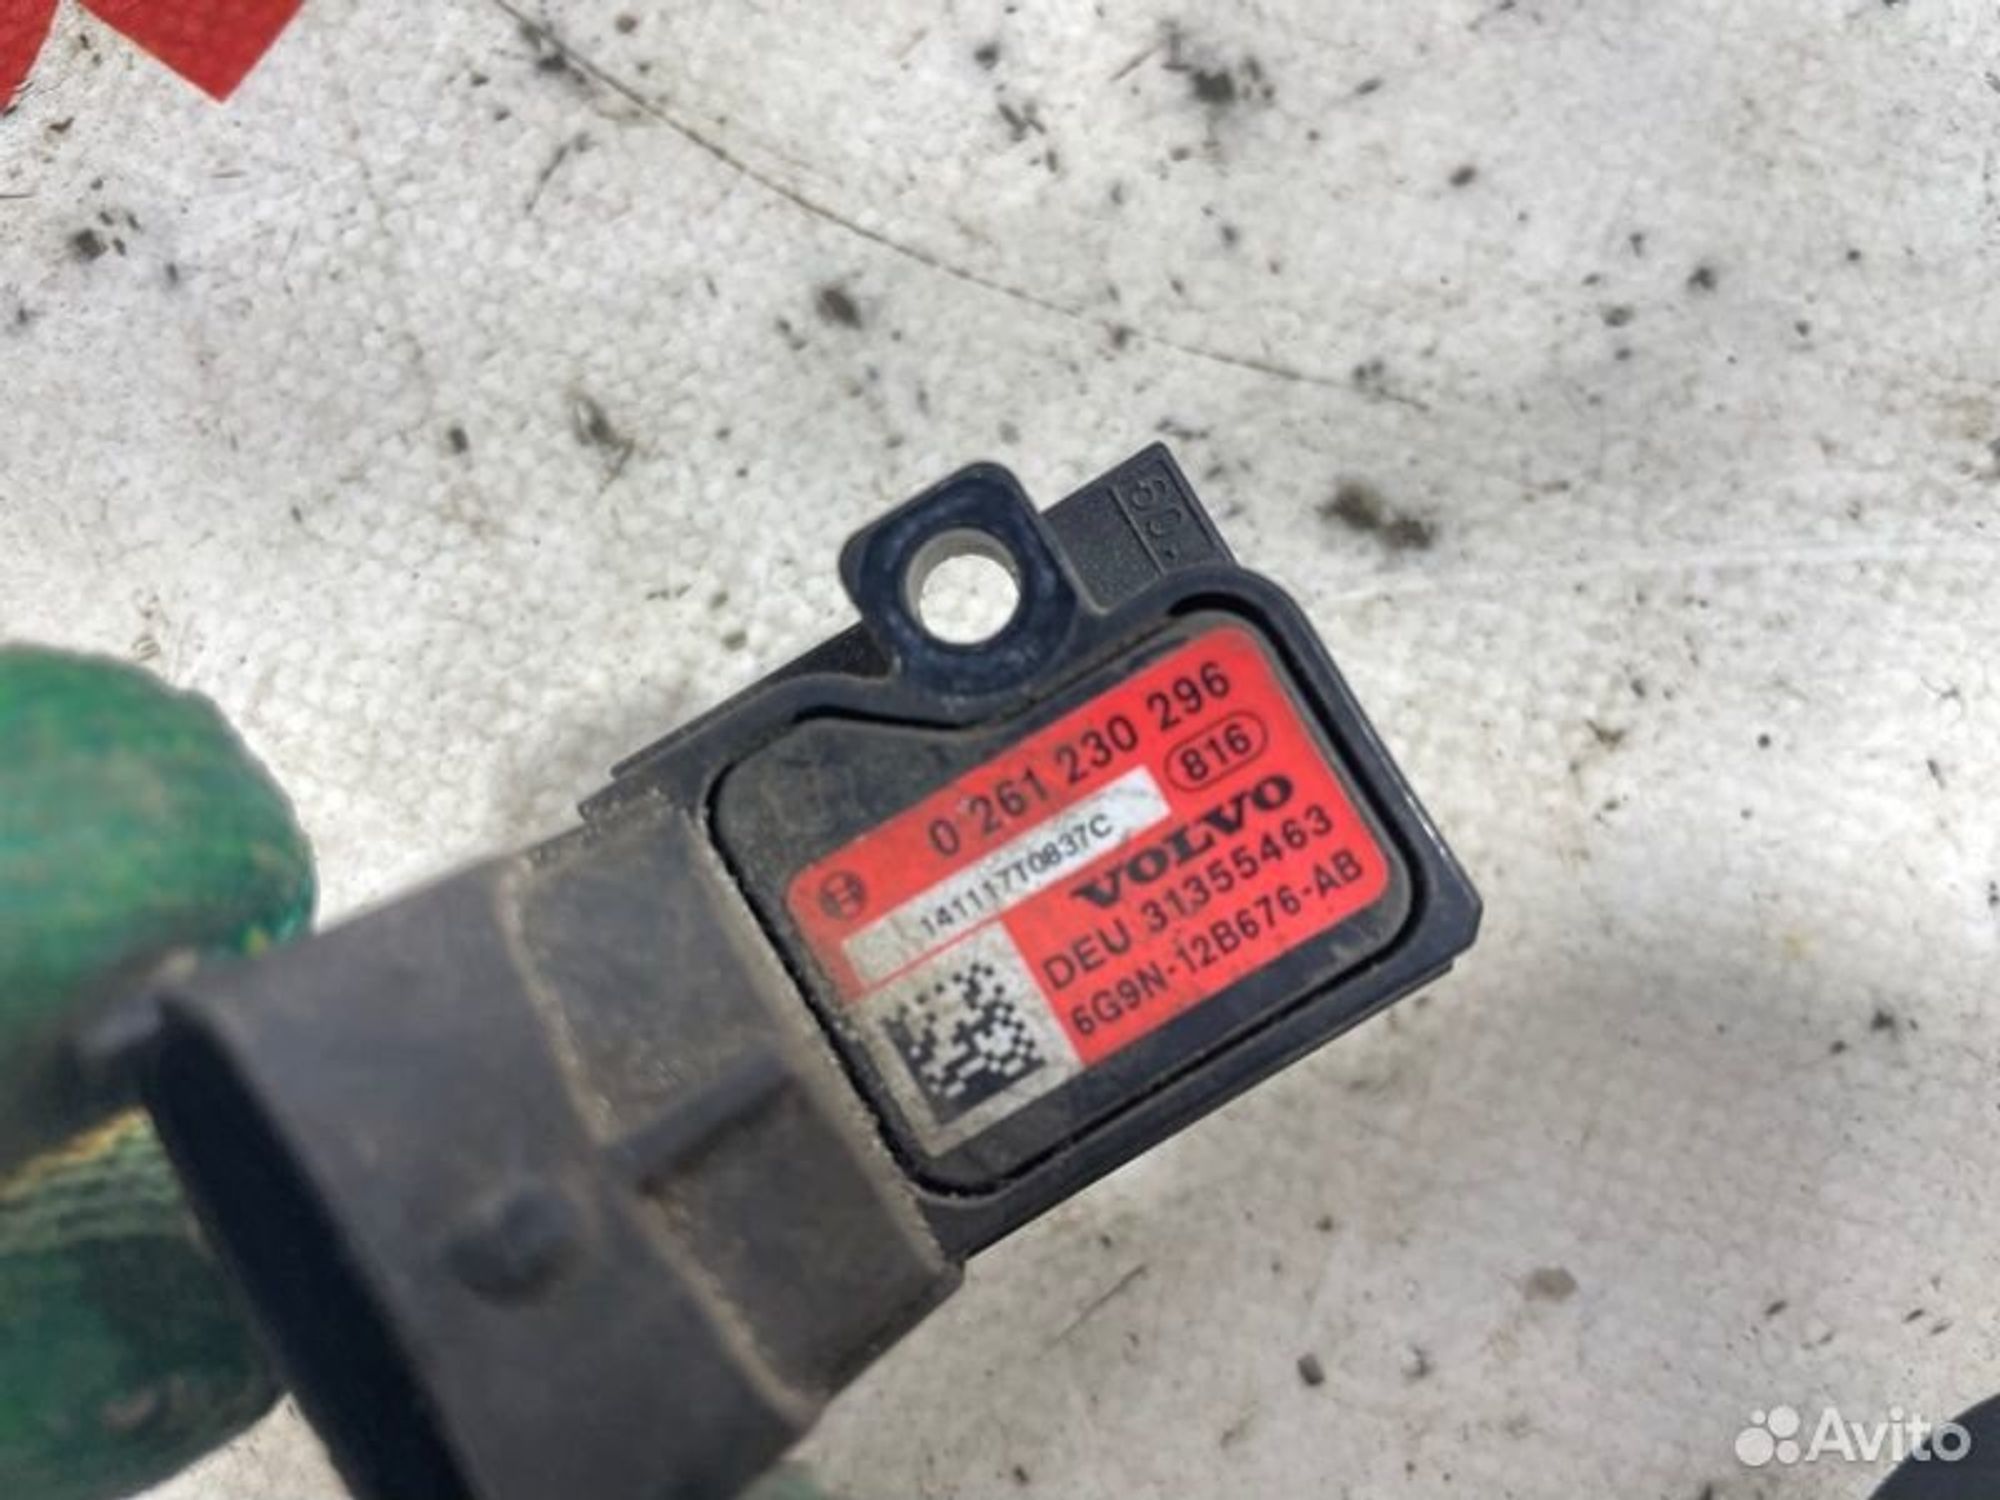 0 261 230 296
141117T0837C
816
VOLVO
DEU 31355463
6G9N-12B676-AB
Avito